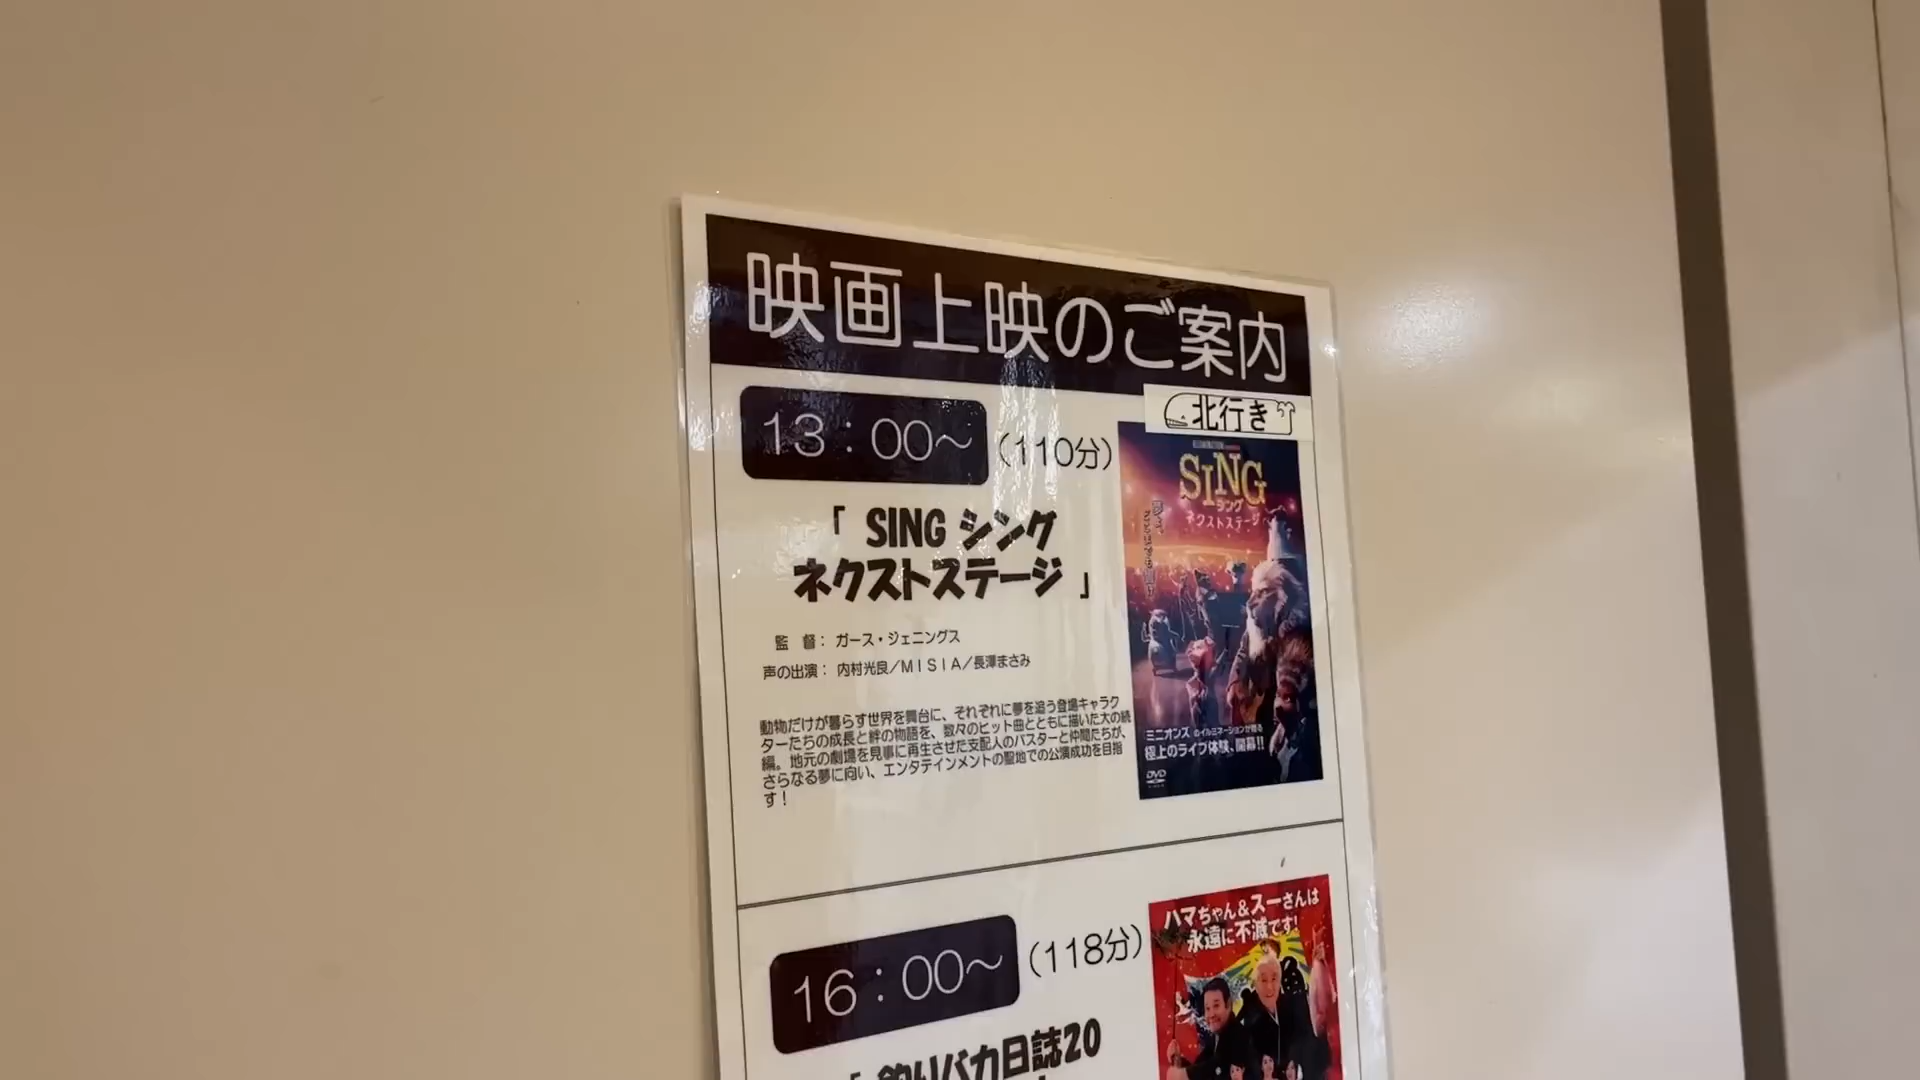 映画上映のご案内
北行き
13：00～
（110分）
「 SING シング
ネクストステージ 」
監　督： ガース・ジェニングス
声の出演： 内村光良／ＭＩＳＩＡ／長澤まさみ
動物だけが暮らす世界を舞台に、それぞれに夢を追う登場キャラク
ターたちの成長と絆の物語を、数々のヒット曲とともに描いた大の続
編。地元の劇場を見事に再生させた支配人のバスターと仲間たちが、
さらなる夢に向い、エンタテインメントの聖地での公演成功を目指
す！
SING
シング
ネクストステージ
ミニオンズ のイルミネーションが贈る
極上のライブ体験、開幕!!
DVD
16：00～
（118分）
「 釣りバカ日誌20
ハマちゃん&スーさんは
永遠に不滅です!